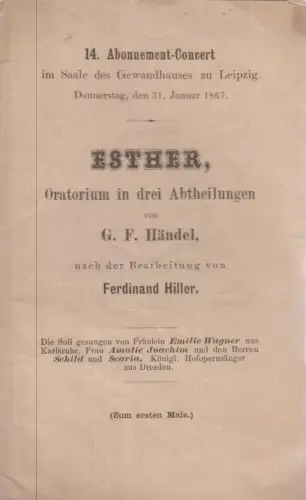 14. Abonnement-Concert
im Saale des Gewandhauses zu Leipzig.
Donnerstag, den 31. Januar 1867.
ESTHER,
Oratorium in drei Abtheilungen
von
G. F. Händel,
nach der Bearbeitung von
Ferdinand Hiller.
Die Soli gesungen von Fräulein Emilie Wagner aus
Karlsruhe, Frau Amalie Joachim und den Herren
Schild und Scaria, Königl. Hofopernsänger
aus Dresden.
(Zum ersten Male.)